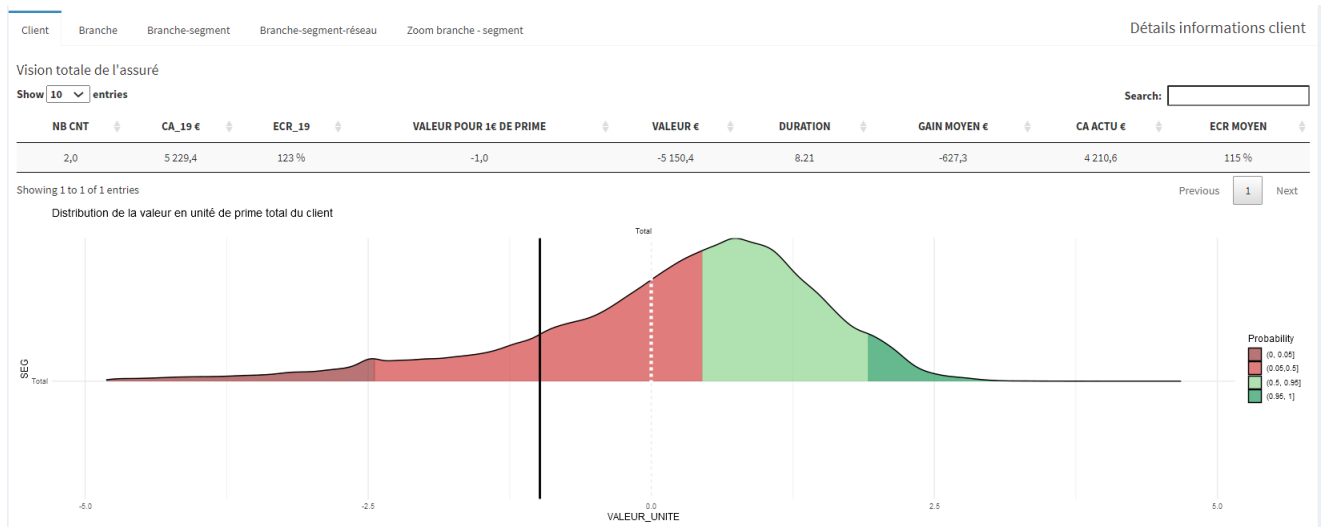 Client Branche Branche-segment Branche-segment-réseau Zoom branche - segment Détails informations client
Vision totale de l'assuré
Show 10 entries Search:
NB CNT CA_19 € ECR_19 VALEUR POUR 1€ DE PRIME VALEUR € DURATION GAIN MOYEN € CA ACTU € ECR MOYEN
2,0 5 229,4 123 % -1,0 -5 150,4 8.21 -627,3 4 210,6 115 %
Showing 1 to 1 of 1 entries Previous 1 Next
Distribution de la valeur en unité de prime total du client
Total
Probability
(0, 0.05]
(0.05,0.5]
(0.5, 0.95]
(0.95, 1]
SEG
Total
-5.0 -2.5 0.0 2.5 5.0
VALEUR_UNITE